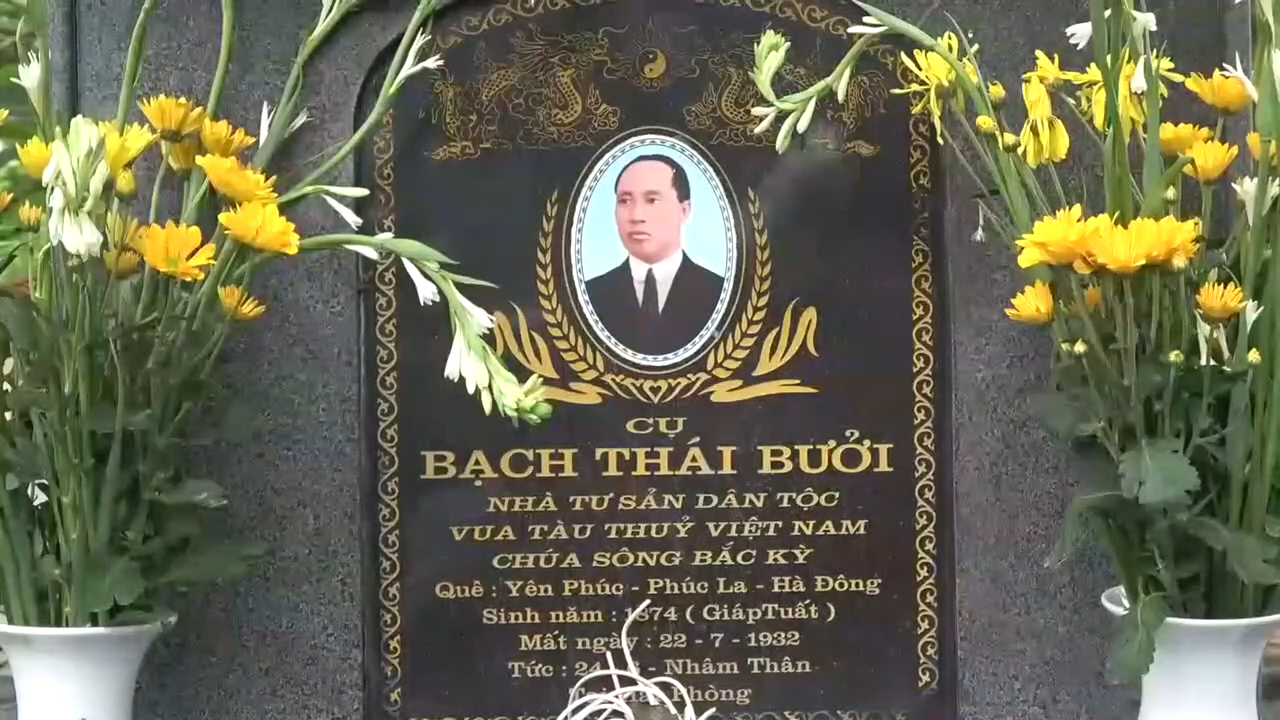 CỤ
BẠCH THÁI BƯỞI
NHÀ TƯ SẢN DÂN TỘC
VUA TÀU THUỶ VIỆT NAM
CHÚA SÔNG BẮC KỲ
Quê : Yên Phúc - Phúc La - Hà Đông
Sinh năm : 1874 ( GiápTuất )
Mất ngày : 22 - 7 - 1932
Tức : - Nhâm Thân
Phòng